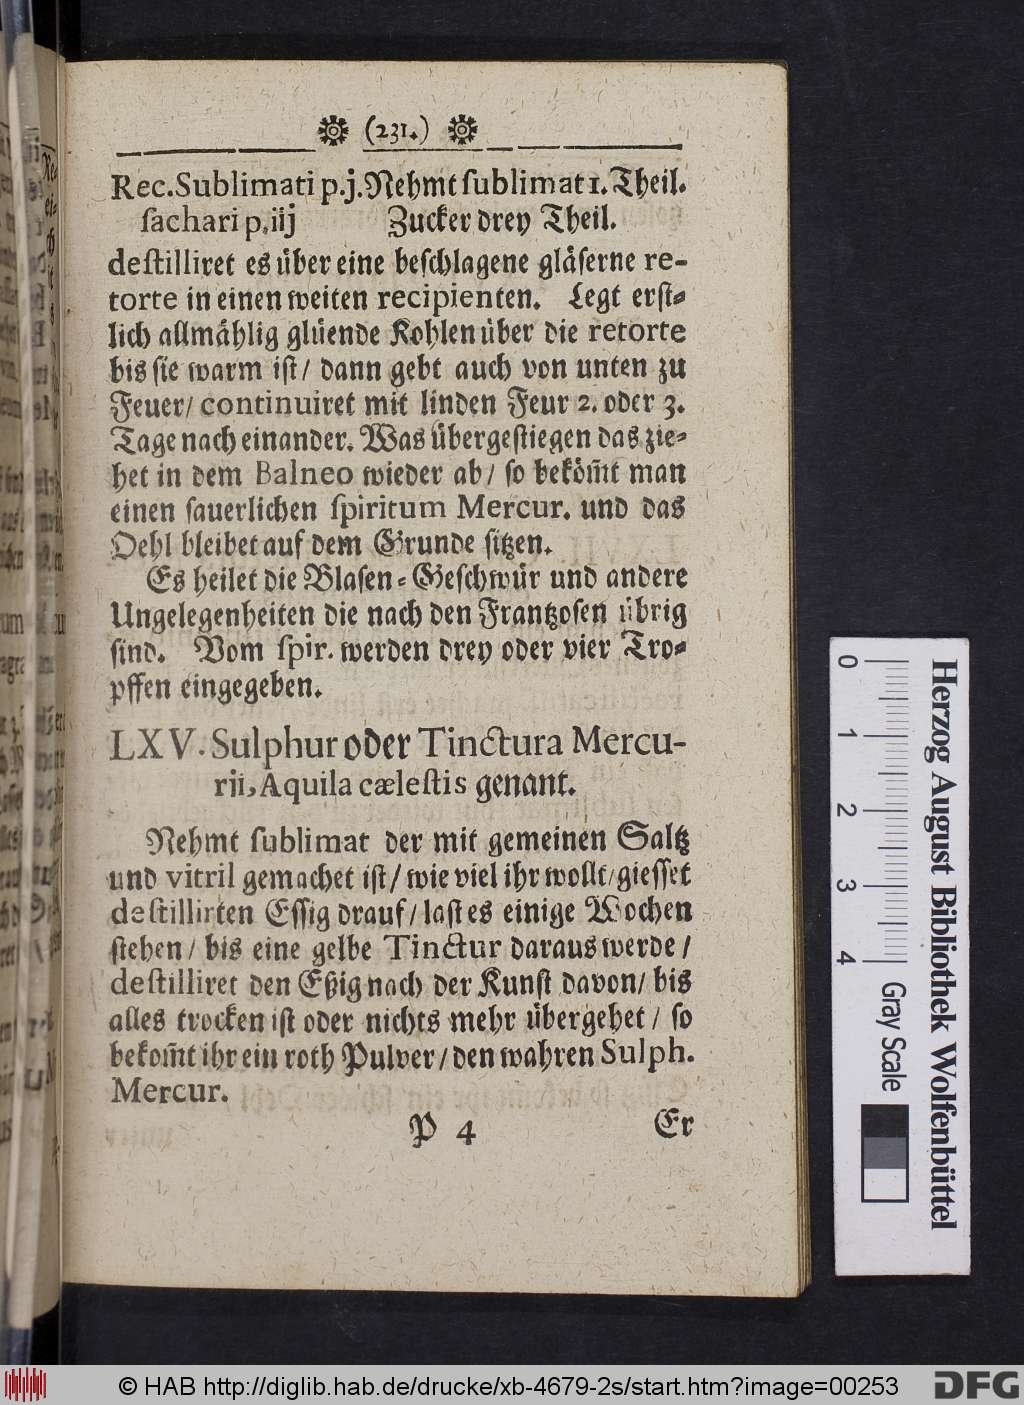 (231.)
Rec. Sublimati p. j. Nehmt ſublimat 1. Theil.
ſachari p. iij Zucker drey Theil.
deſtilliret es über eine beſchlagene gläſerne re-
torte in einen weiten recipienten. Legt erſt-
lich allmählig glüende Kohlen über die retorte
bis ſie warm iſt/ dann gebt auch von unten zu
Feuer/ continuiret mit linden Feur 2. oder 3.
Tage nach einander. Was übergeſtiegen das zie-
het in dem Balneo wieder ab/ ſo bekom̃t man
einen ſauerlichen ſpiritum Mercur. und das
Oehl bleibet auf dem Grunde ſitzen.
Es heilet die Blaſen-Geſchwür und andere
Ungelegenheiten die nach den Frantzoſen übrig
ſind. Vom ſpir. werden drey oder vier Tro-
pffen eingegeben.
LXV. Sulphur oder Tinctura Mercu-
rii, Aquila cæleſtis genant.
Nehmt ſublimat der mit gemeinen Saltz
und vitril gemachet iſt/ wie viel ihr wollt/ gieſſet
deſtillirten Eſſig drauf/ laſt es einige Wochen
ſtehen/ bis eine gelbe Tinctur daraus werde/
deſtilliret den Eßig nach der Kunſt davon/ bis
alles trocken iſt oder nichts mehr übergehet/ ſo
bekom̃t ihr ein roth Pulver/ den wahren Sulph.
Mercur.
P 4 Er
0 1 2 3 4 Gray Scale
Herzog August Bibliothek Wolfenbüttel
© HAB http://diglib.hab.de/drucke/xb-4679-2s/start.htm?image=00253
DFG